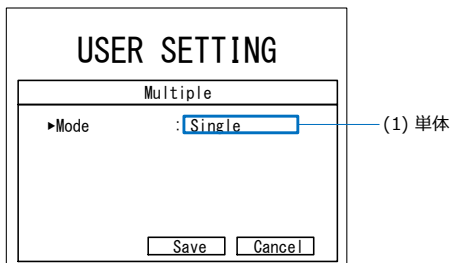 USER SETTING
Multiple
▶Mode : Single
(1) 単体
Save Cancel